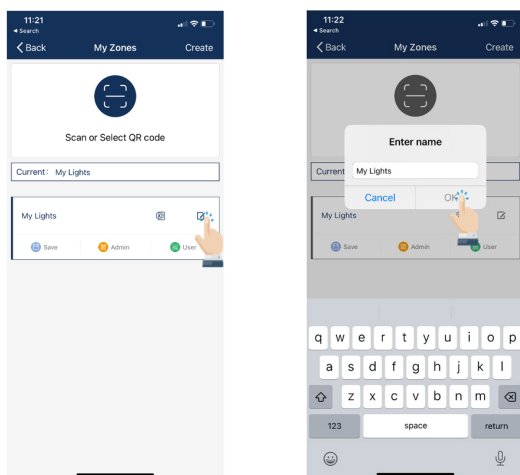 11:21
◀ Search
Back My Zones Create
Scan or Select QR code
Current: My Lights
My Lights
Save Admin User
11:22
◀ Search
Back My Zones Create
Enter name
Current
My Lights
Cancel OK
My Lights
Save Admin User
q w e r t y u i o p
a s d f g h j k l
z x c v b n m
123 space return